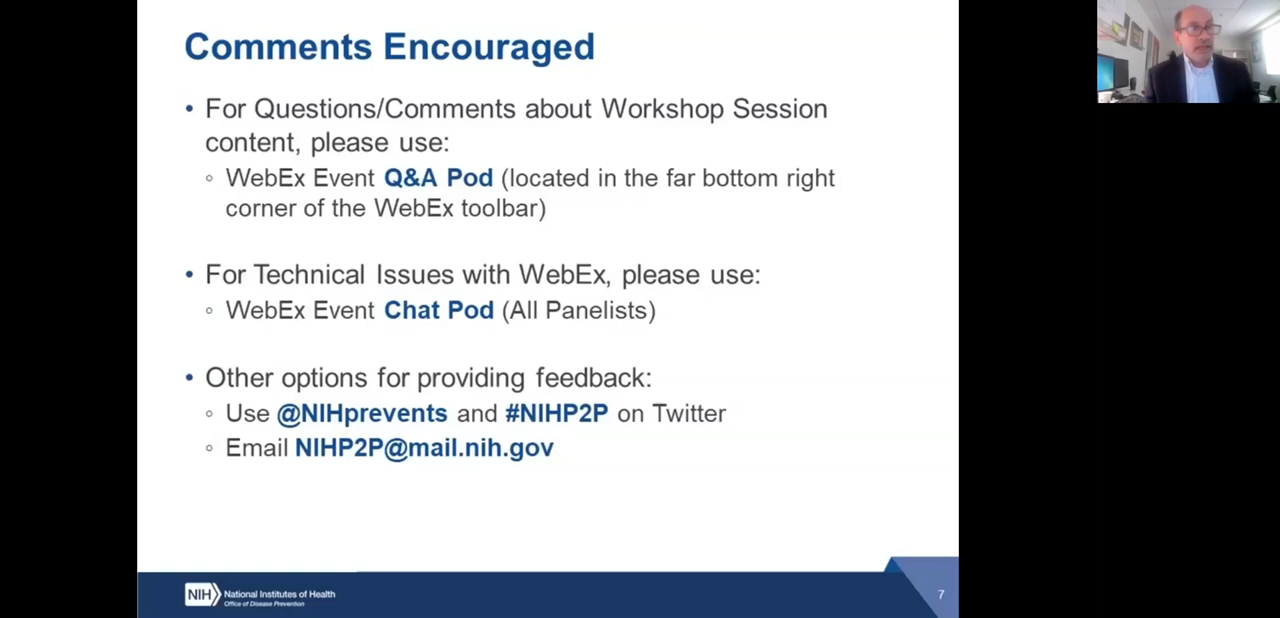 Comments Encouraged
• For Questions/Comments about Workshop Session
content, please use:
◦ WebEx Event Q&A Pod (located in the far bottom right
corner of the WebEx toolbar)
• For Technical Issues with WebEx, please use:
◦ WebEx Event Chat Pod (All Panelists)
• Other options for providing feedback:
◦ Use @NIHprevents and #NIHP2P on Twitter
◦ Email NIHP2P@mail.nih.gov
NIH National Institutes of Health
Office of Disease Prevention
7